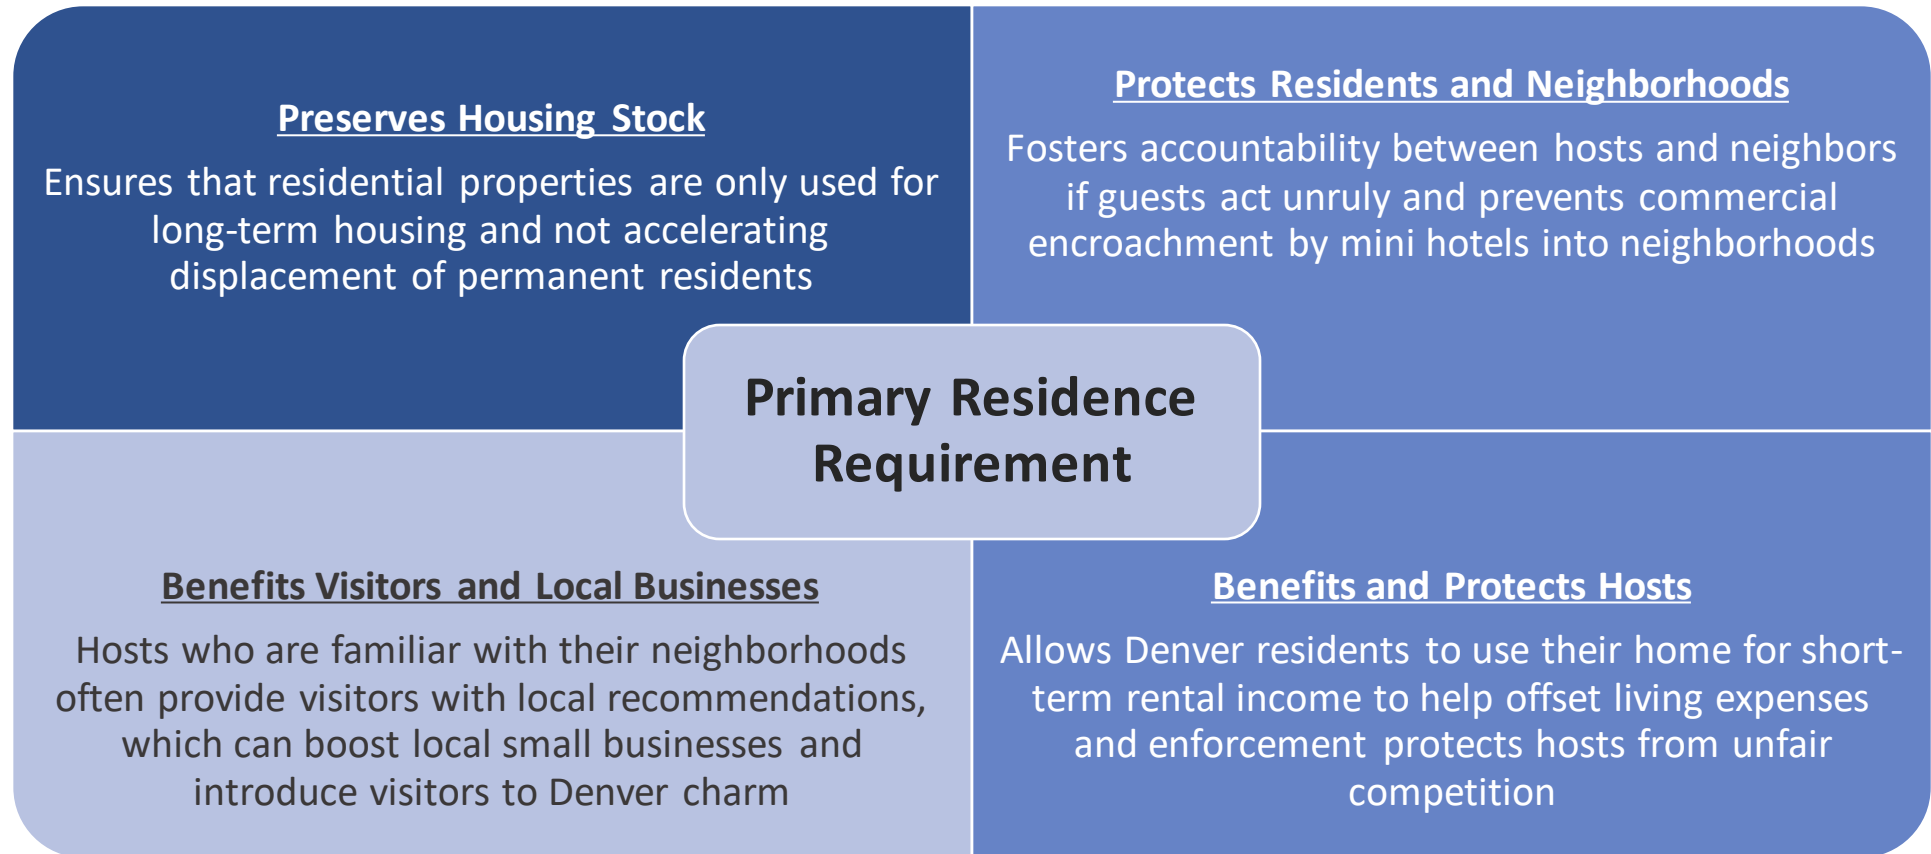 Preserves Housing Stock
Ensures that residential properties are only used for
long-term housing and not accelerating
displacement of permanent residents
Protects Residents and Neighborhoods
Fosters accountability between hosts and neighbors
if guests act unruly and prevents commercial
encroachment by mini hotels into neighborhoods
Primary Residence
Requirement
Benefits Visitors and Local Businesses
Hosts who are familiar with their neighborhoods
often provide visitors with local recommendations,
which can boost local small businesses and
introduce visitors to Denver charm
Benefits and Protects Hosts
Allows Denver residents to use their home for short-
term rental income to help offset living expenses
and enforcement protects hosts from unfair
competition